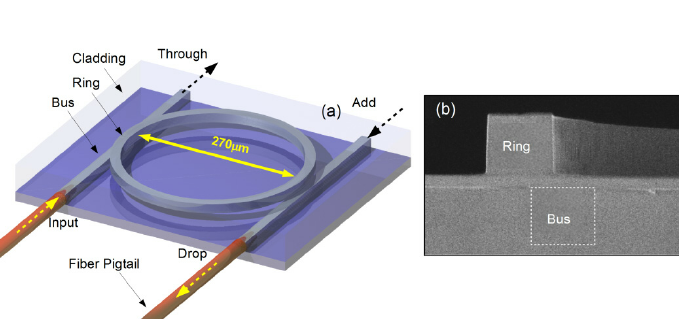 Through
Cladding
Ring
Bus
(a)
Add
270µm
Input
Drop
Fiber Pigtail
(b)
Ring
Bus